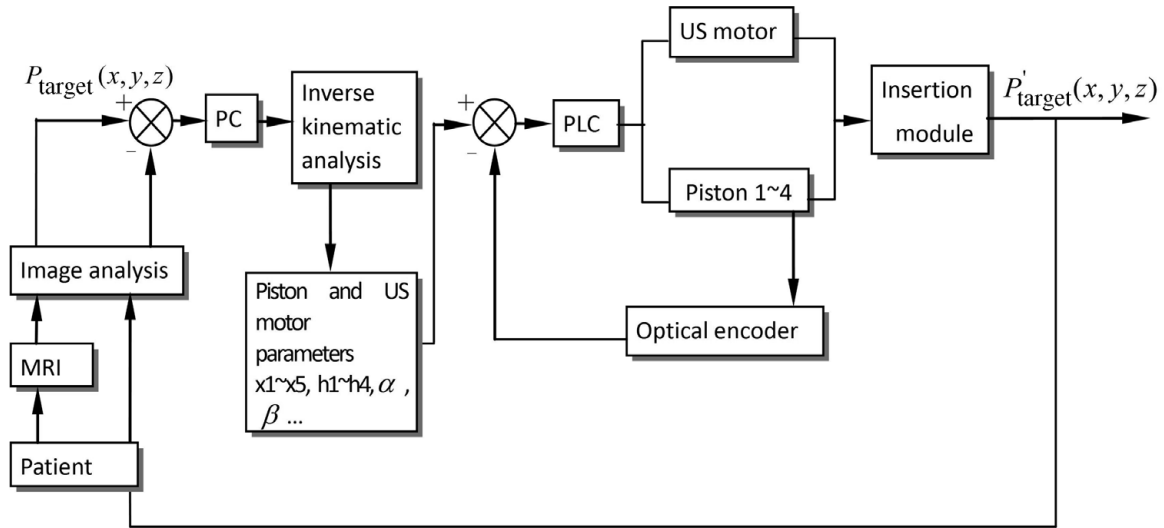 P_target(x, y, z)
+
−
PC
Inverse
kinematic
analysis
+
−
PLC
US motor
Piston 1~4
Insertion
module
P'_target(x, y, z)
Image analysis
MRI
Patient
Piston and US
motor
parameters
x1~x5, h1~h4, α ,
β ...
Optical encoder